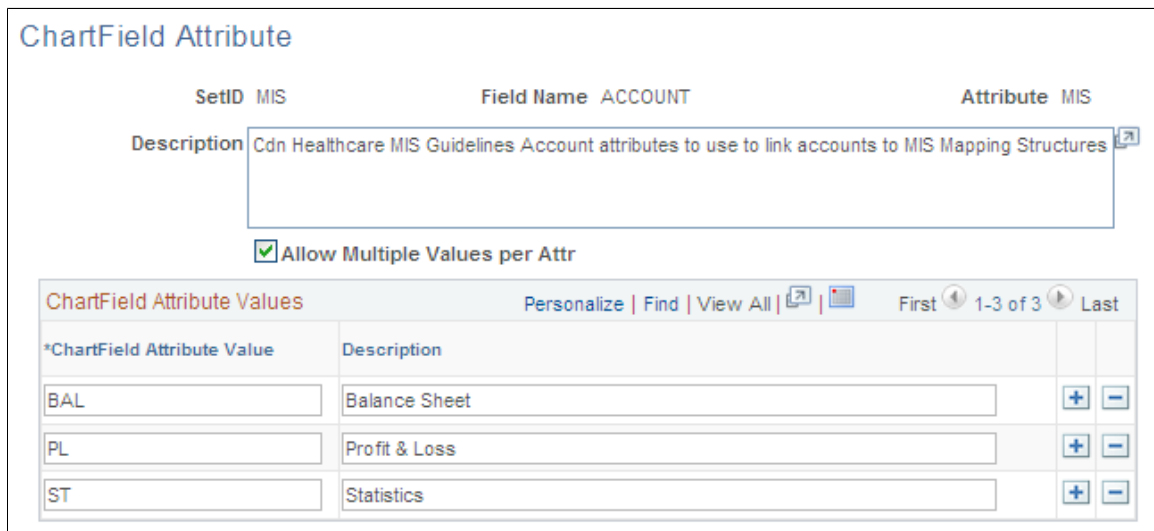 ChartField Attribute
SetID MIS Field Name ACCOUNT Attribute MIS
Description Cdn Healthcare MIS Guidelines Account attributes to use to link accounts to MIS Mapping Structures
Allow Multiple Values per Attr
ChartField Attribute Values Personalize | Find | View All | | First 1-3 of 3 Last
*ChartField Attribute Value Description
BAL Balance Sheet
PL Profit & Loss
ST Statistics